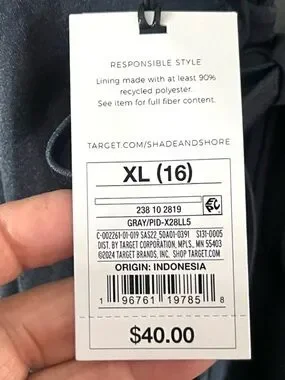 RESPONSIBLE STYLE
Lining made with at least 90%
recycled polyester.
See item for full fiber content.
TARGET.COM/SHADEANDSHORE
XL (16)
238 10 2819
GRAY/PID-X28LL5
C-002261-01-019 SAS22_50A01-0391 S131-0005
DIST. BY TARGET CORPORATION, MPLS., MN 55403
©2024 TARGET BRANDS, INC. SHOP TARGET.COM
ORIGIN: INDONESIA
1 96761 19785 8
$40.00